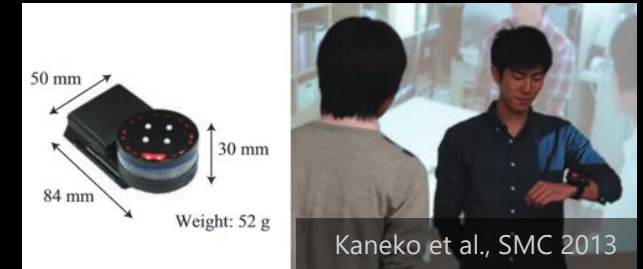 50 mm
30 mm
84 mm
Weight: 52 g
Kaneko et al., SMC 2013